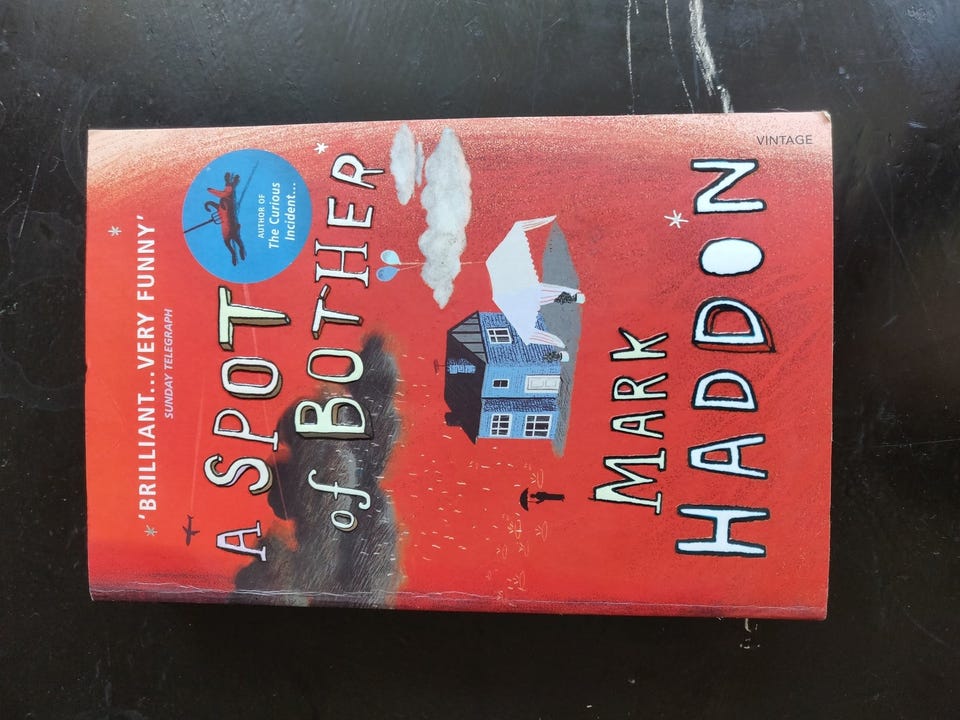 'BRILLIANT...VERY FUNNY'
SUNDAY TELEGRAPH
AUTHOR OF
The Curious
Incident...
A SPOT
of BOTHER
MARK
HADDON
VINTAGE